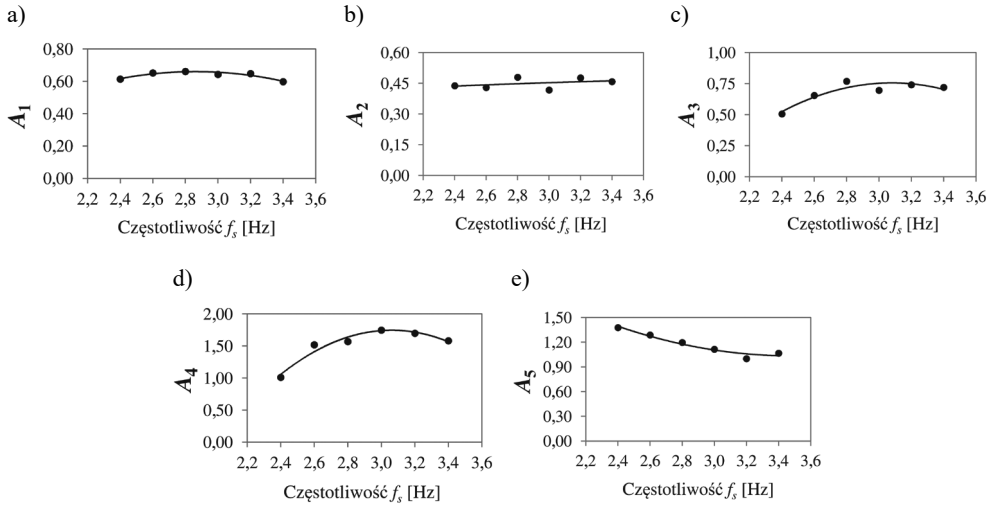 a)
b)
c)
0,80
0,60
0,40
0,20
0,00
A1
2,2 2,4 2,6 2,8 3,0 3,2 3,4 3,6
Częstotliwość fs [Hz]
0,60
0,45
0,30
0,15
0,00
A2
2,2 2,4 2,6 2,8 3,0 3,2 3,4 3,6
Częstotliwość fs [Hz]
1,00
0,75
0,50
0,25
0,00
A3
2,2 2,4 2,6 2,8 3,0 3,2 3,4 3,6
Częstotliwość fs [Hz]
d)
e)
2,00
1,50
1,00
0,50
0,00
A4
2,2 2,4 2,6 2,8 3,0 3,2 3,4 3,6
Częstotliwość fs [Hz]
1,50
1,20
0,90
0,60
0,30
0,00
A5
2,2 2,4 2,6 2,8 3,0 3,2 3,4 3,6
Częstotliwość fs [Hz]